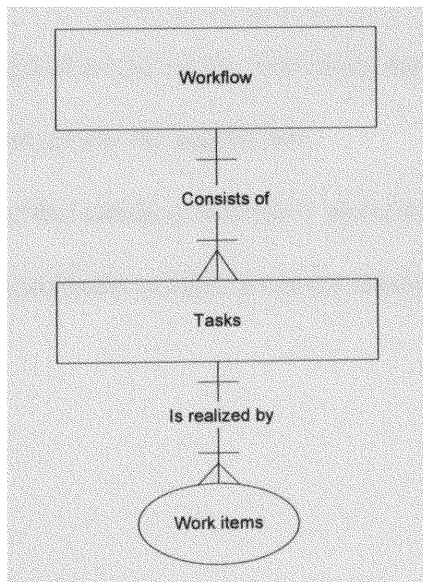 Workflow
Consists of
Tasks
Is realized by
Work items